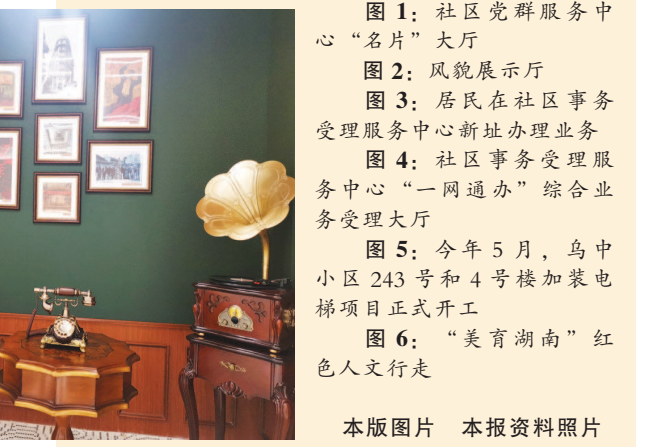 图 1：社区党群服务中
心“名片”大厅
图 2：风貌展示厅
图 3：居民在社区事务
受理服务中心新址办理业务
图 4：社区事务受理服
务中心“一网通办”综合业
务受理大厅
图 5：今年 5 月，乌中
小区 243 号和 4 号楼加装电
梯项目正式开工
图 6：“美育湖南”红
色人文行走
本版图片　本报资料照片